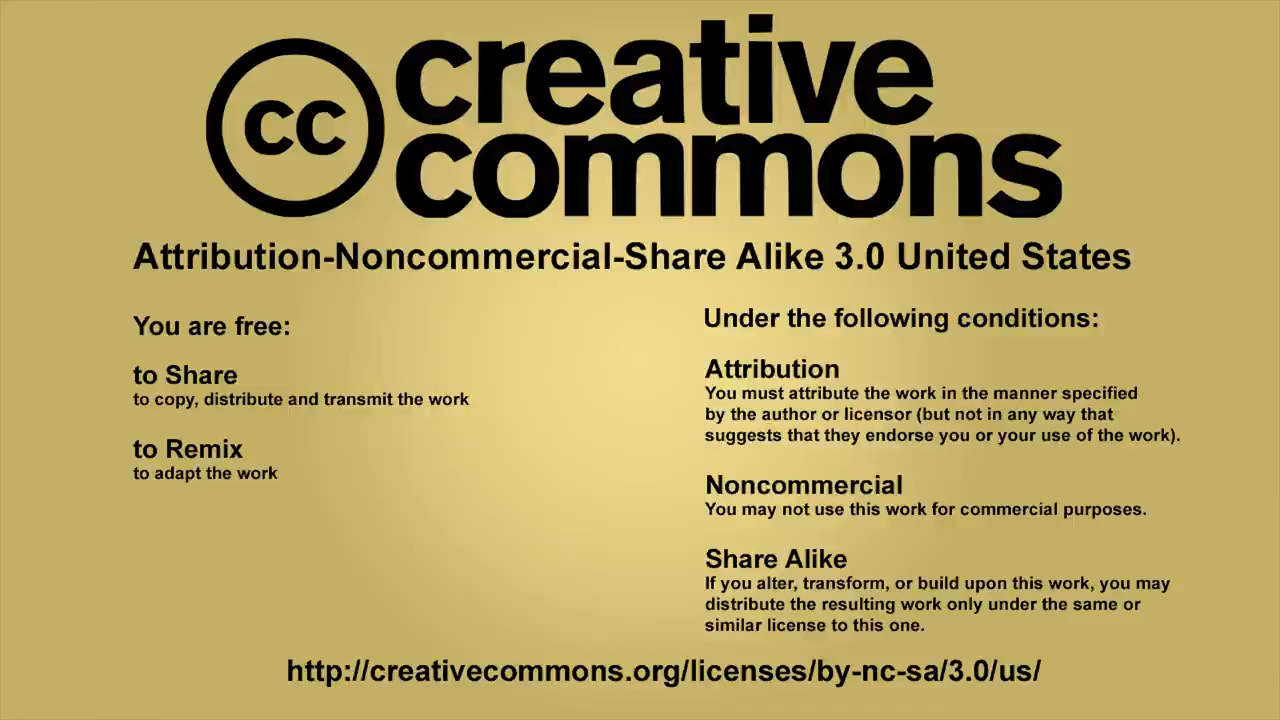 cc creative
commons
Attribution-Noncommercial-Share Alike 3.0 United States
You are free:
to Share
to copy, distribute and transmit the work
to Remix
to adapt the work
Under the following conditions:
Attribution
You must attribute the work in the manner specified
by the author or licensor (but not in any way that
suggests that they endorse you or your use of the work).
Noncommercial
You may not use this work for commercial purposes.
Share Alike
If you alter, transform, or build upon this work, you may
distribute the resulting work only under the same or
similar license to this one.
http://creativecommons.org/licenses/by-nc-sa/3.0/us/